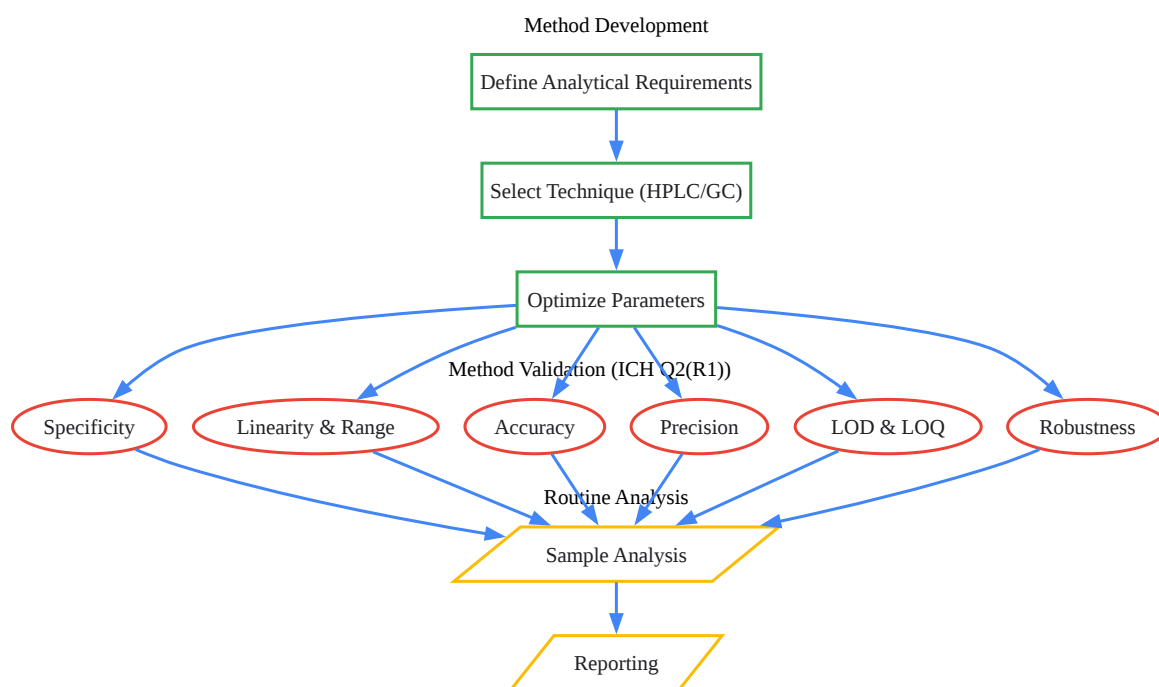 Method Development
Define Analytical Requirements
Select Technique (HPLC/GC)
Optimize Parameters
Method Validation (ICH Q2(R1))
Specificity
Linearity & Range
Accuracy
Precision
LOD & LOQ
Robustness
Routine Analysis
Sample Analysis
Reporting